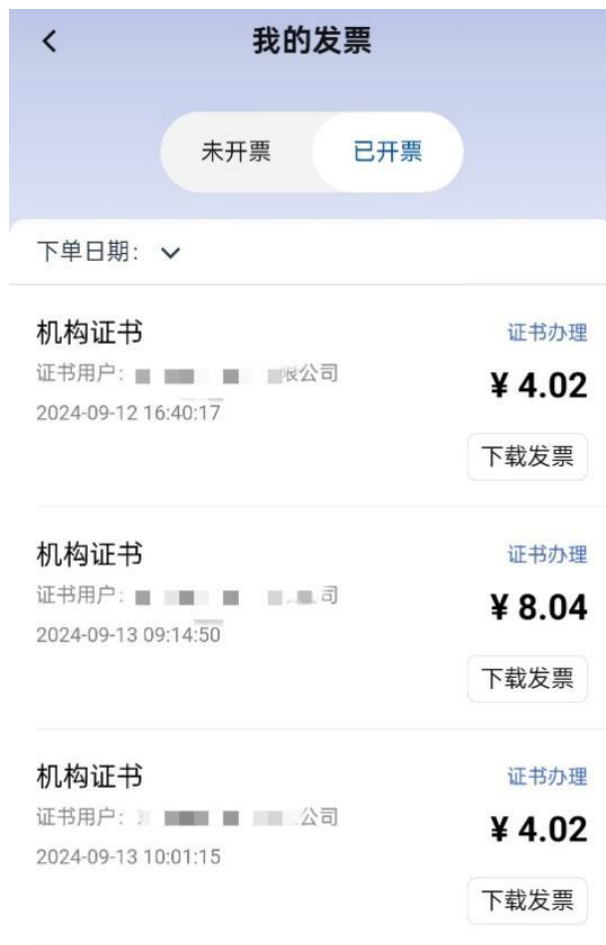 我的发票
未开票
已开票
下单日期：
机构证书
证书办理
证书用户：限公司
¥ 4.02
2024-09-12 16:40:17
下载发票
机构证书
证书办理
证书用户：司
¥ 8.04
2024-09-13 09:14:50
下载发票
机构证书
证书办理
证书用户：公司
¥ 4.02
2024-09-13 10:01:15
下载发票